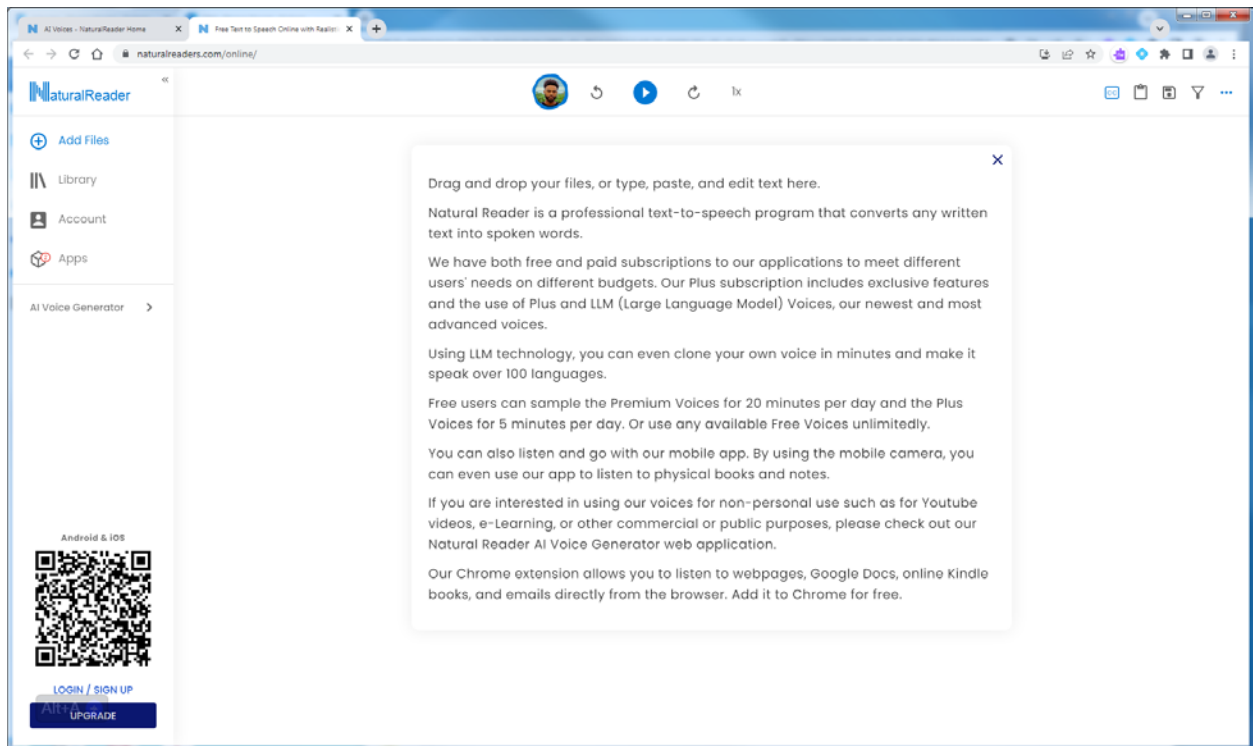 AI Voices - NaturalReader Home
Free Text to Speech Online with Realisti
naturalreaders.com/online/
NaturalReader
1x
Add Files
Library
Account
Apps
AI Voice Generator
Drag and drop your files, or type, paste, and edit text here.
Natural Reader is a professional text-to-speech program that converts any written
text into spoken words.
We have both free and paid subscriptions to our applications to meet different
users' needs on different budgets. Our Plus subscription includes exclusive features
and the use of Plus and LLM (Large Language Model) Voices, our newest and most
advanced voices.
Using LLM technology, you can even clone your own voice in minutes and make it
speak over 100 languages.
Free users can sample the Premium Voices for 20 minutes per day and the Plus
Voices for 5 minutes per day. Or use any available Free Voices unlimitedly.
You can also listen and go with our mobile app. By using the mobile camera, you
can even use our app to listen to physical books and notes.
If you are interested in using our voices for non-personal use such as for Youtube
videos, e-Learning, or other commercial or public purposes, please check out our
Natural Reader AI Voice Generator web application.
Our Chrome extension allows you to listen to webpages, Google Docs, online Kindle
books, and emails directly from the browser. Add it to Chrome for free.
Android & iOS
LOGIN / SIGN UP
Alt+A
UPGRADE